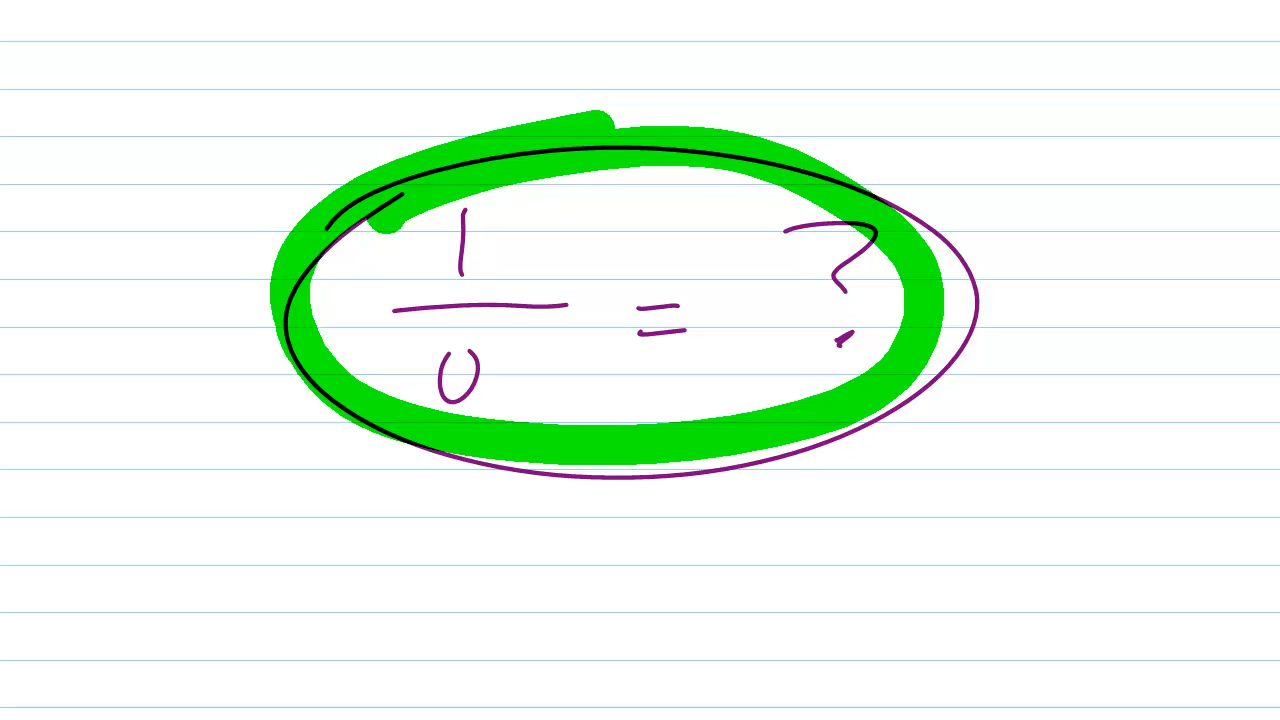 1/0 = ?